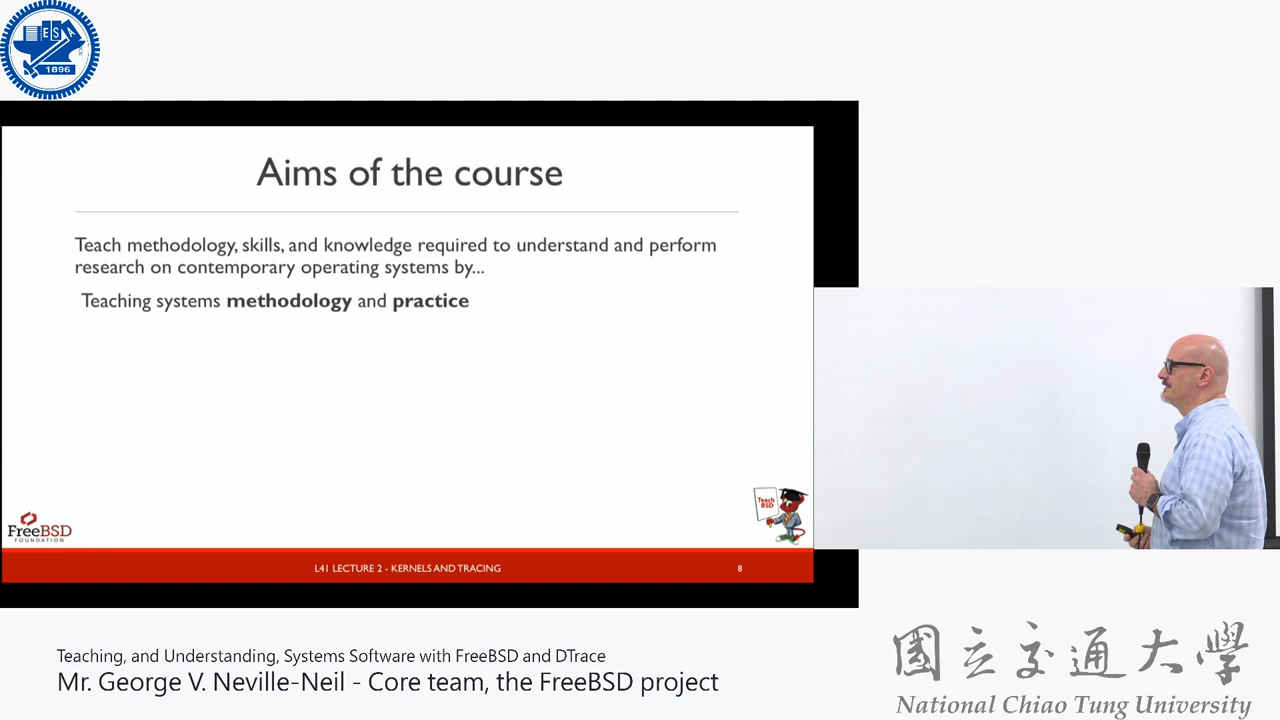 E S A
1896
Aims of the course
Teach methodology, skills, and knowledge required to understand and perform
research on contemporary operating systems by...
Teaching systems methodology and practice
Teach
BSD
FreeBSD
FOUNDATION
L41 LECTURE 2 - KERNELS AND TRACING
8
Teaching, and Understanding, Systems Software with FreeBSD and DTrace
Mr. George V. Neville-Neil - Core team, the FreeBSD project
國立交通大學
National Chiao Tung University